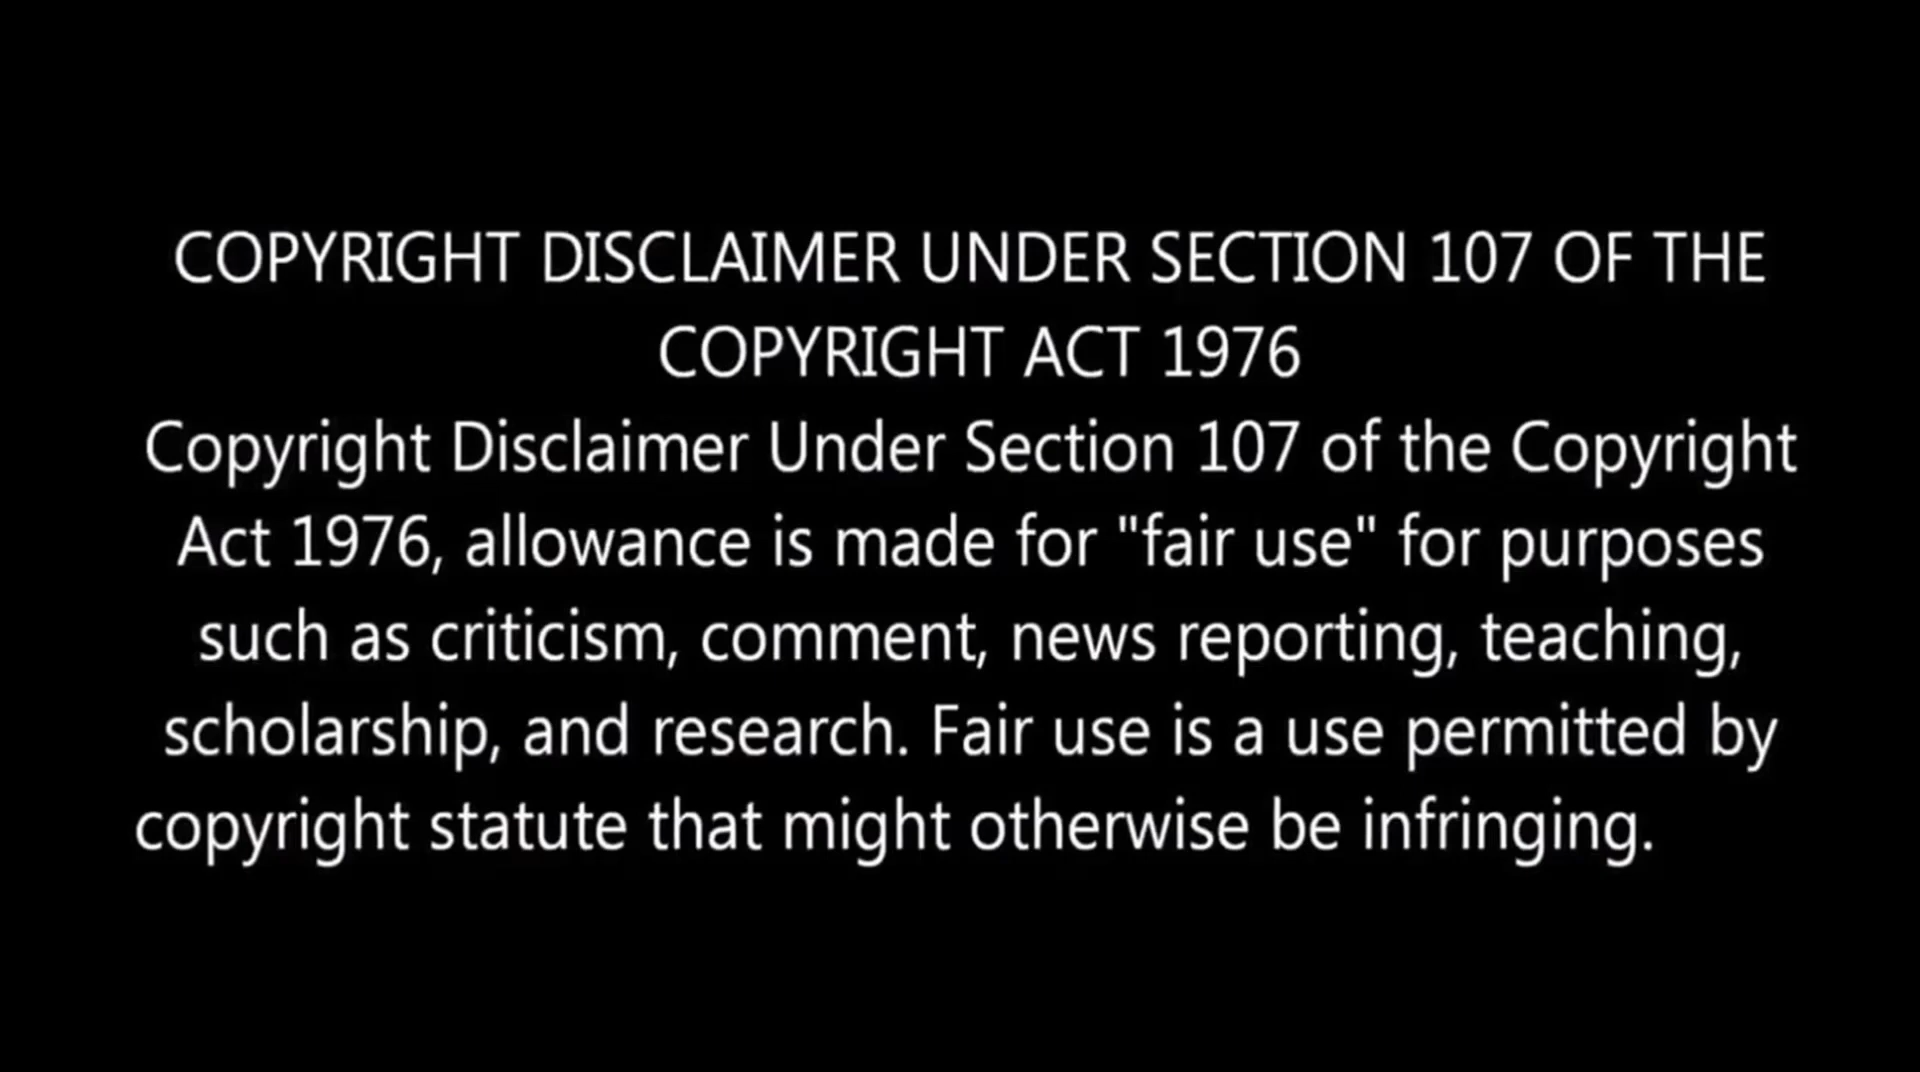 COPYRIGHT DISCLAIMER UNDER SECTION 107 OF THE
COPYRIGHT ACT 1976
Copyright Disclaimer Under Section 107 of the Copyright
Act 1976, allowance is made for "fair use" for purposes
such as criticism, comment, news reporting, teaching,
scholarship, and research. Fair use is a use permitted by
copyright statute that might otherwise be infringing.